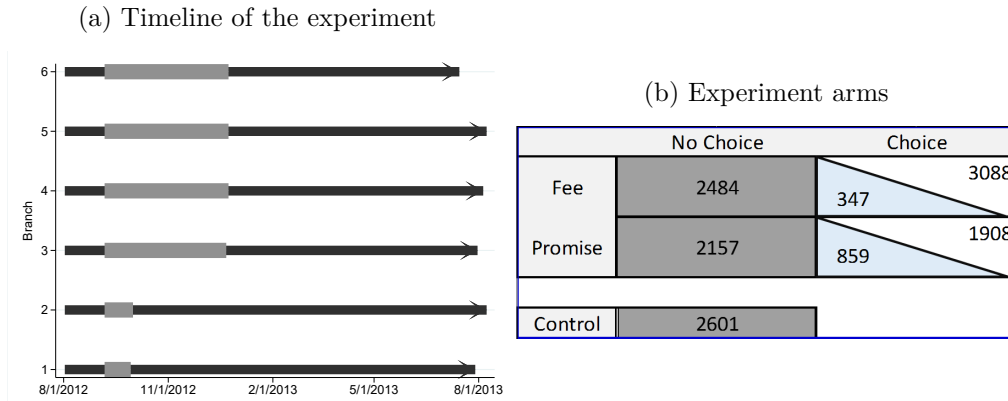 (a) Timeline of the experiment
6
5
4
3
2
1
Branch
8/1/2012 11/1/2012 2/1/2013 5/1/2013 8/1/2013
(b) Experiment arms
No Choice Choice
Fee 2484 347 3088
Promise 2157 859 1908
Control 2601